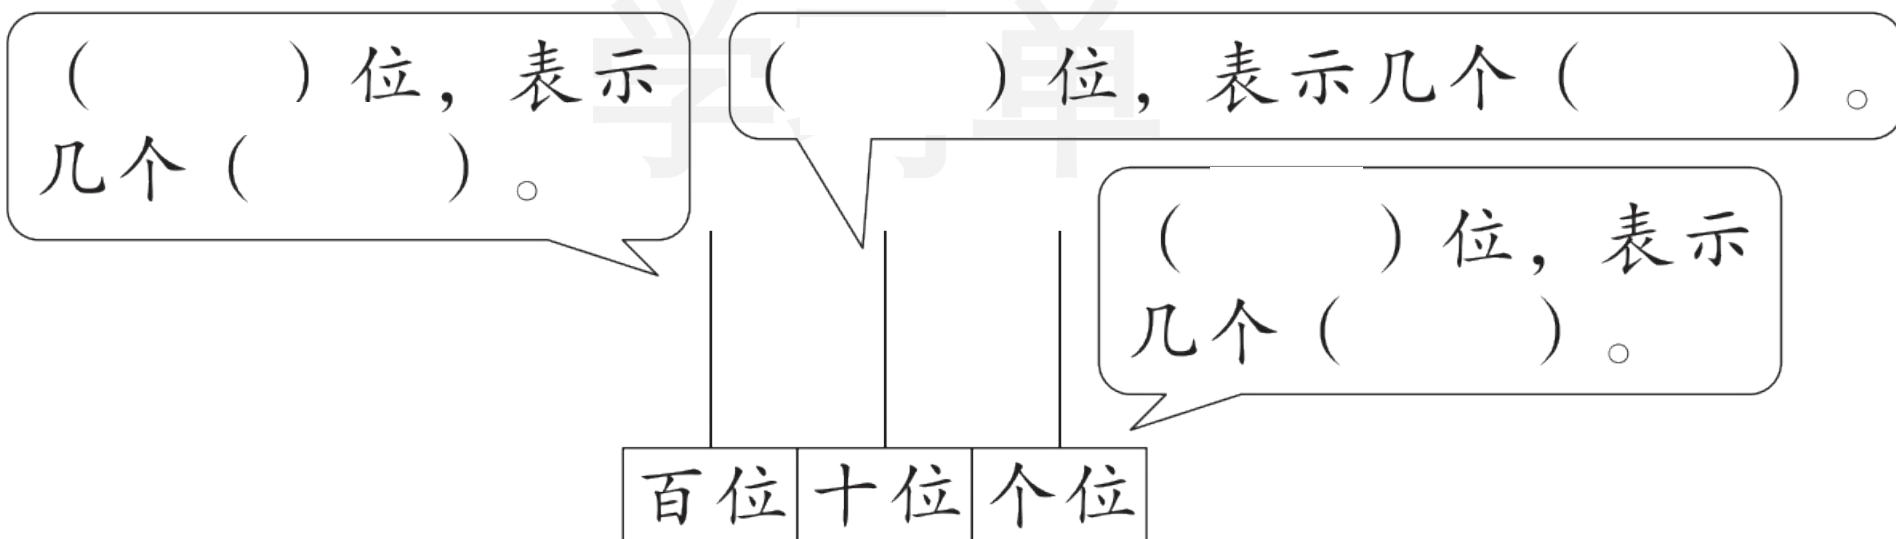 （　　）位，表示
几个（　　）。
（　　）位，表示几个（　　）。
（　　）位，表示
几个（　　）。
百位 十位 个位